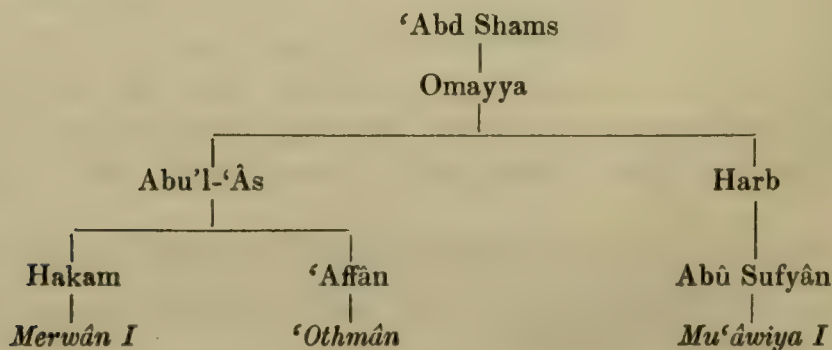 ‘Abd Shams
Omayya
Abu’l-‘Âs Harb
Hakam ‘Affân Abû Sufyân
Merwân I ‘Othmân Mu‘âwiya I